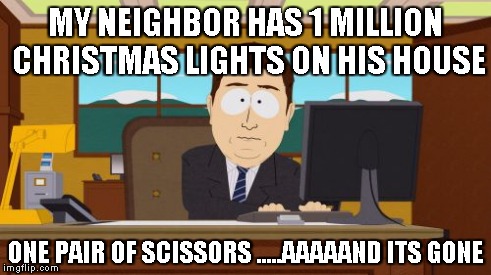 MY NEIGHBOR HAS 1 MILLION
CHRISTMAS LIGHTS ON HIS HOUSE
ONE PAIR OF SCISSORS .....AAAAAND ITS GONE
imgflip.com